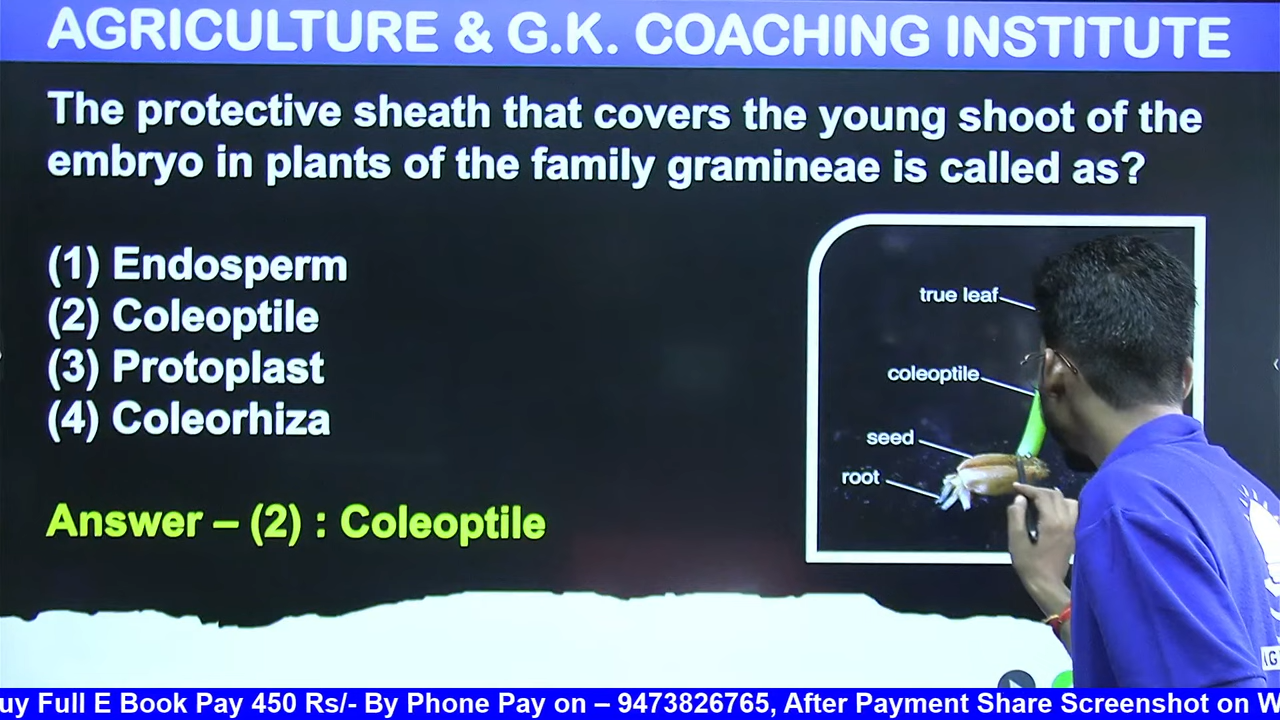 AGRICULTURE & G.K. COACHING INSTITUTE
The protective sheath that covers the young shoot of the
embryo in plants of the family gramineae is called as?
(1) Endosperm
(2) Coleoptile
(3) Protoplast
(4) Coleorhiza
Answer – (2) : Coleoptile
true leaf
coleoptile
seed
root
Full E Book Pay 450 Rs/- By Phone Pay on – 9473826765, After Payment Share Screenshot on